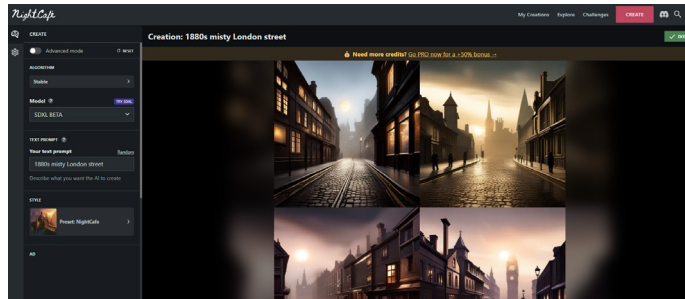 NightCafe
My Creations Explore Challenges CREATE
CREATE
Advanced mode RESET
ALGORITHM
Stable
Model TRY SDXL
SDXL BETA
TEXT PROMPT
Your text prompt Random
1880s misty London street
Describe what you want the AI to create
STYLE
Preset: NightCafe
AD
Creation: 1880s misty London street
Need more credits? Go PRO now for a +50% bonus →